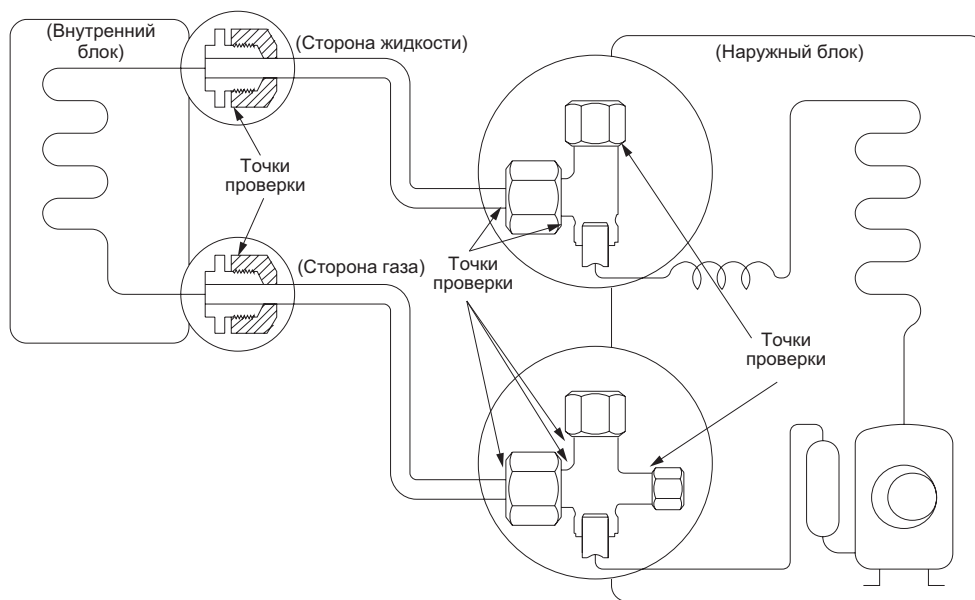 (Внутренний
блок)
(Сторона жидкости)
(Наружный блок)
Точки
проверки
(Сторона газа)
Точки
проверки
Точки
проверки